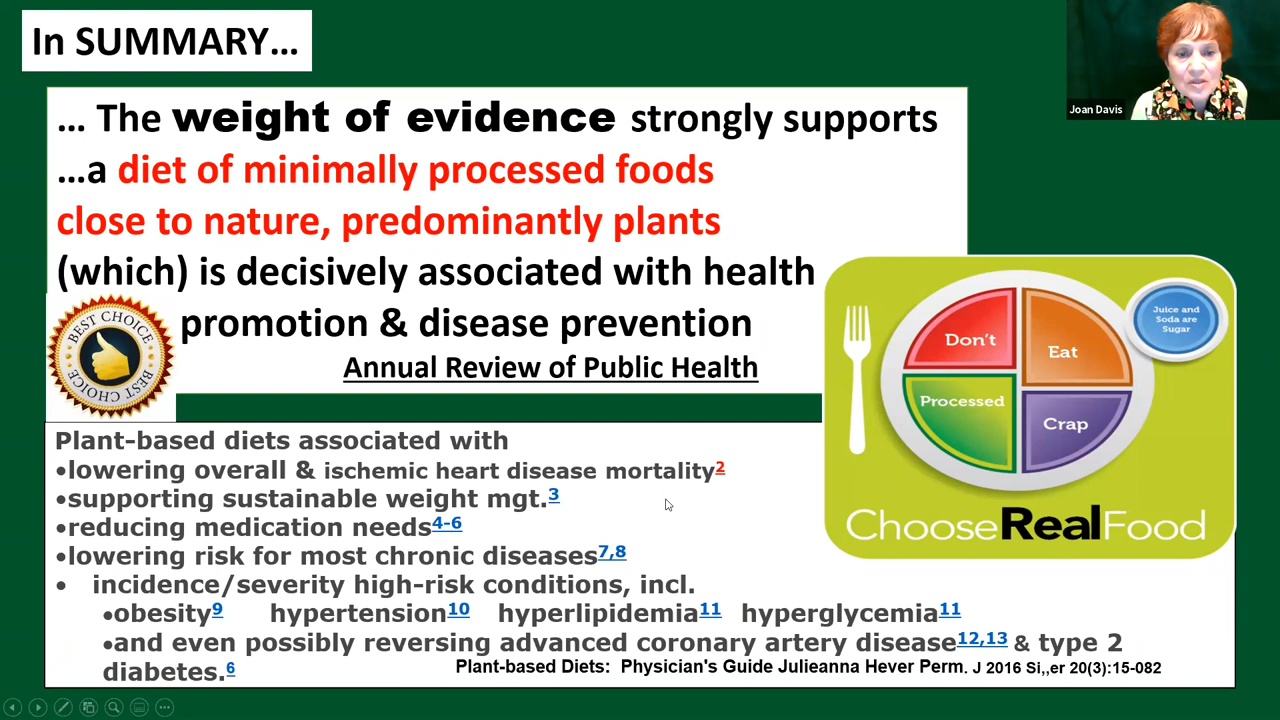 In SUMMARY...
Joan Davis
... The weight of evidence strongly supports
...a diet of minimally processed foods
close to nature, predominantly plants
(which) is decisively associated with health
promotion & disease prevention
Annual Review of Public Health
BEST CHOICE
BEST CHOICE
Don't
Eat
Processed
Crap
Juice and
Soda are
Sugar
ChooseRealFood
Plant-based diets associated with
•lowering overall & ischemic heart disease mortality2
•supporting sustainable weight mgt.3
•reducing medication needs4-6
•lowering risk for most chronic diseases7,8
• incidence/severity high-risk conditions, incl.
•obesity9 hypertension10 hyperlipidemia11 hyperglycemia11
•and even possibly reversing advanced coronary artery disease12,13 & type 2
diabetes.6
Plant-based Diets: Physician's Guide Julieanna Hever Perm. J 2016 Si,,er 20(3):15-082